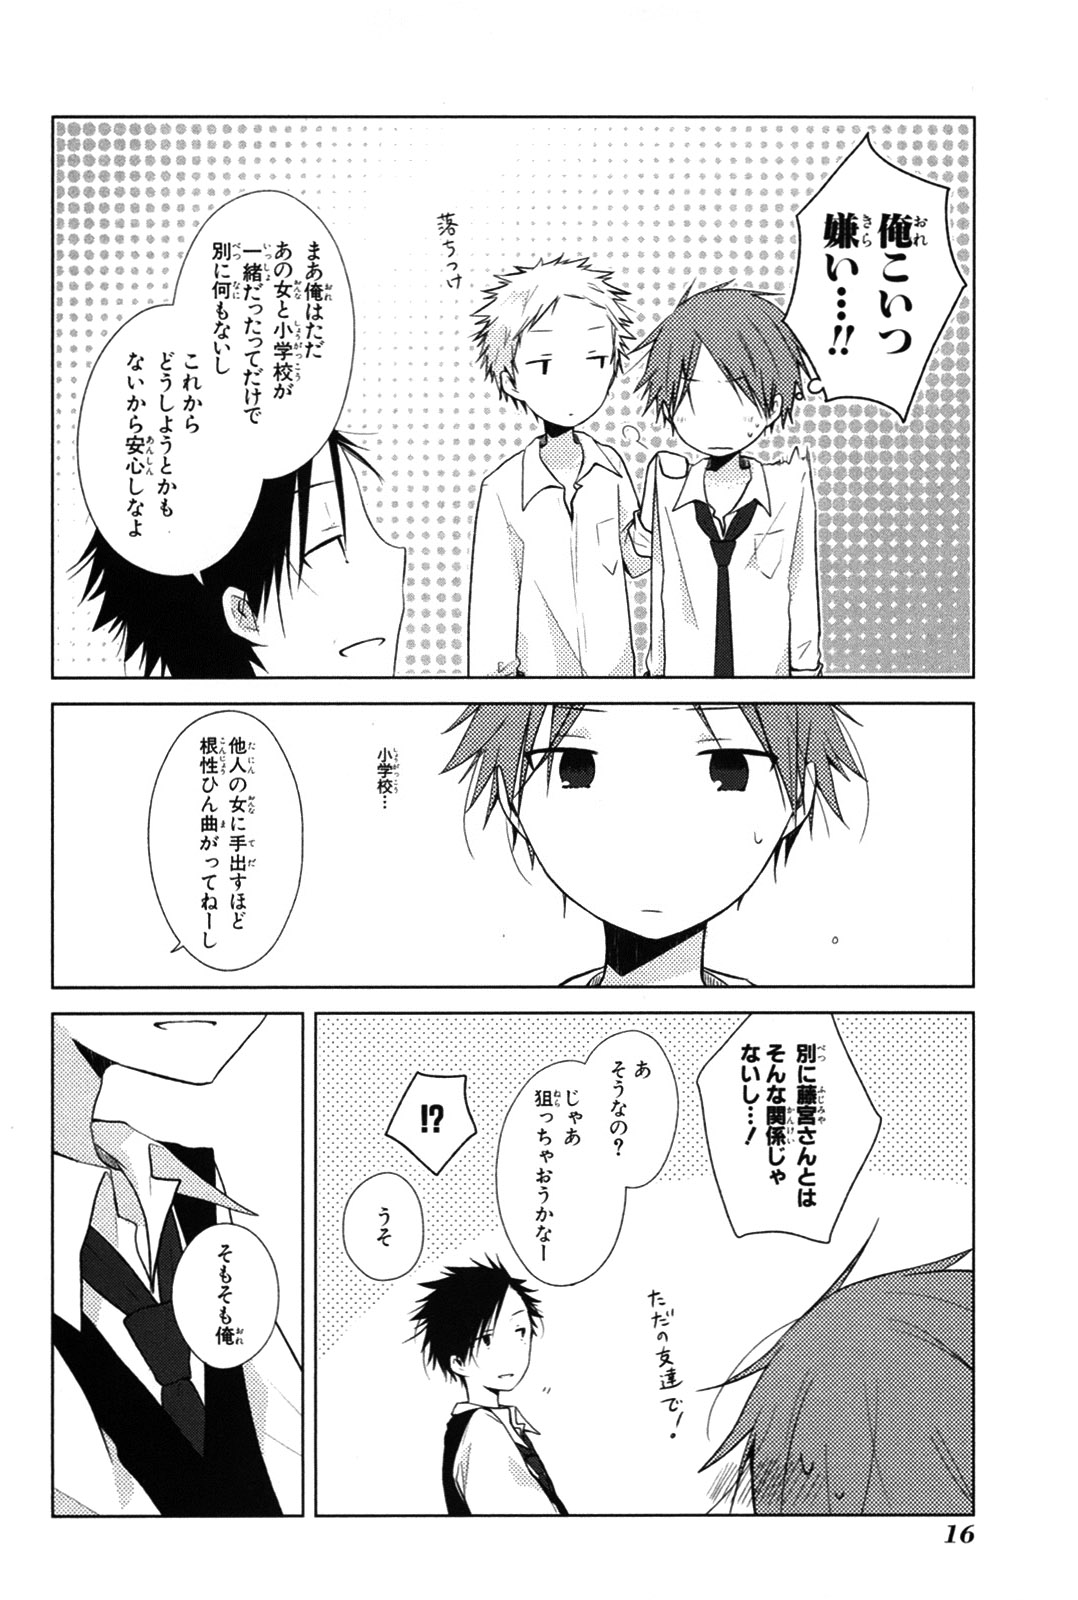 俺こいつ
嫌い…‥!!
落ちつけ
まあ俺はただ
あの女と小学校が
一緒だったってだけで
別に何もないし
これから
どうしようとかも
ないから安心しなよ
小学校…
他人の女に手出すほど
根性ひん曲がってねーし
別に藤宮さんとは
そんな関係じゃ
ないし…!
ただの友達で!
あ
そうなの?
じゃあ
狙っちゃおうかなー
!?
うそ
そもそも俺
16